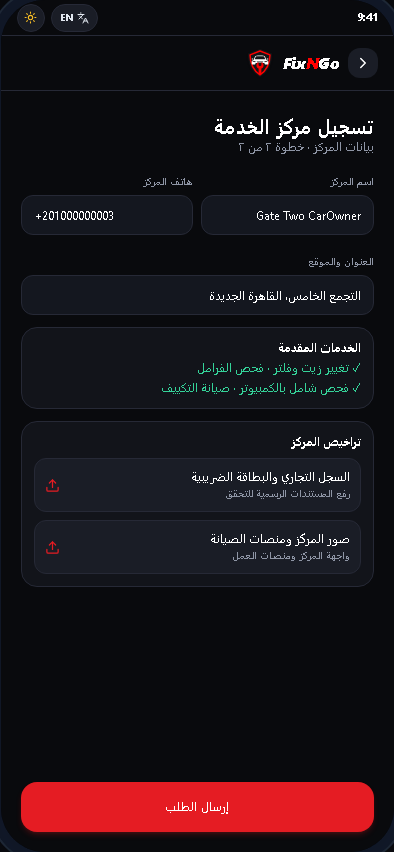 9:41
EN
FixNGo
تسجيل مركز الخدمة
بيانات المركز · خطوة ٢ من ٢
اسم المركز
هاتف المركز
Gate Two CarOwner
+201000000003
العنوان والموقع
التجمع الخامس، القاهرة الجديدة
الخدمات المقدمة
✓ تغيير زيت وفلتر · فحص الفرامل
✓ فحص شامل بالكمبيوتر · صيانة التكييف
تراخيص المركز
السجل التجاري والبطاقة الضريبية
رفع المستندات الرسمية للتحقق
صور المركز ومنصات الصيانة
واجهة المركز ومنصات العمل
إرسال الطلب